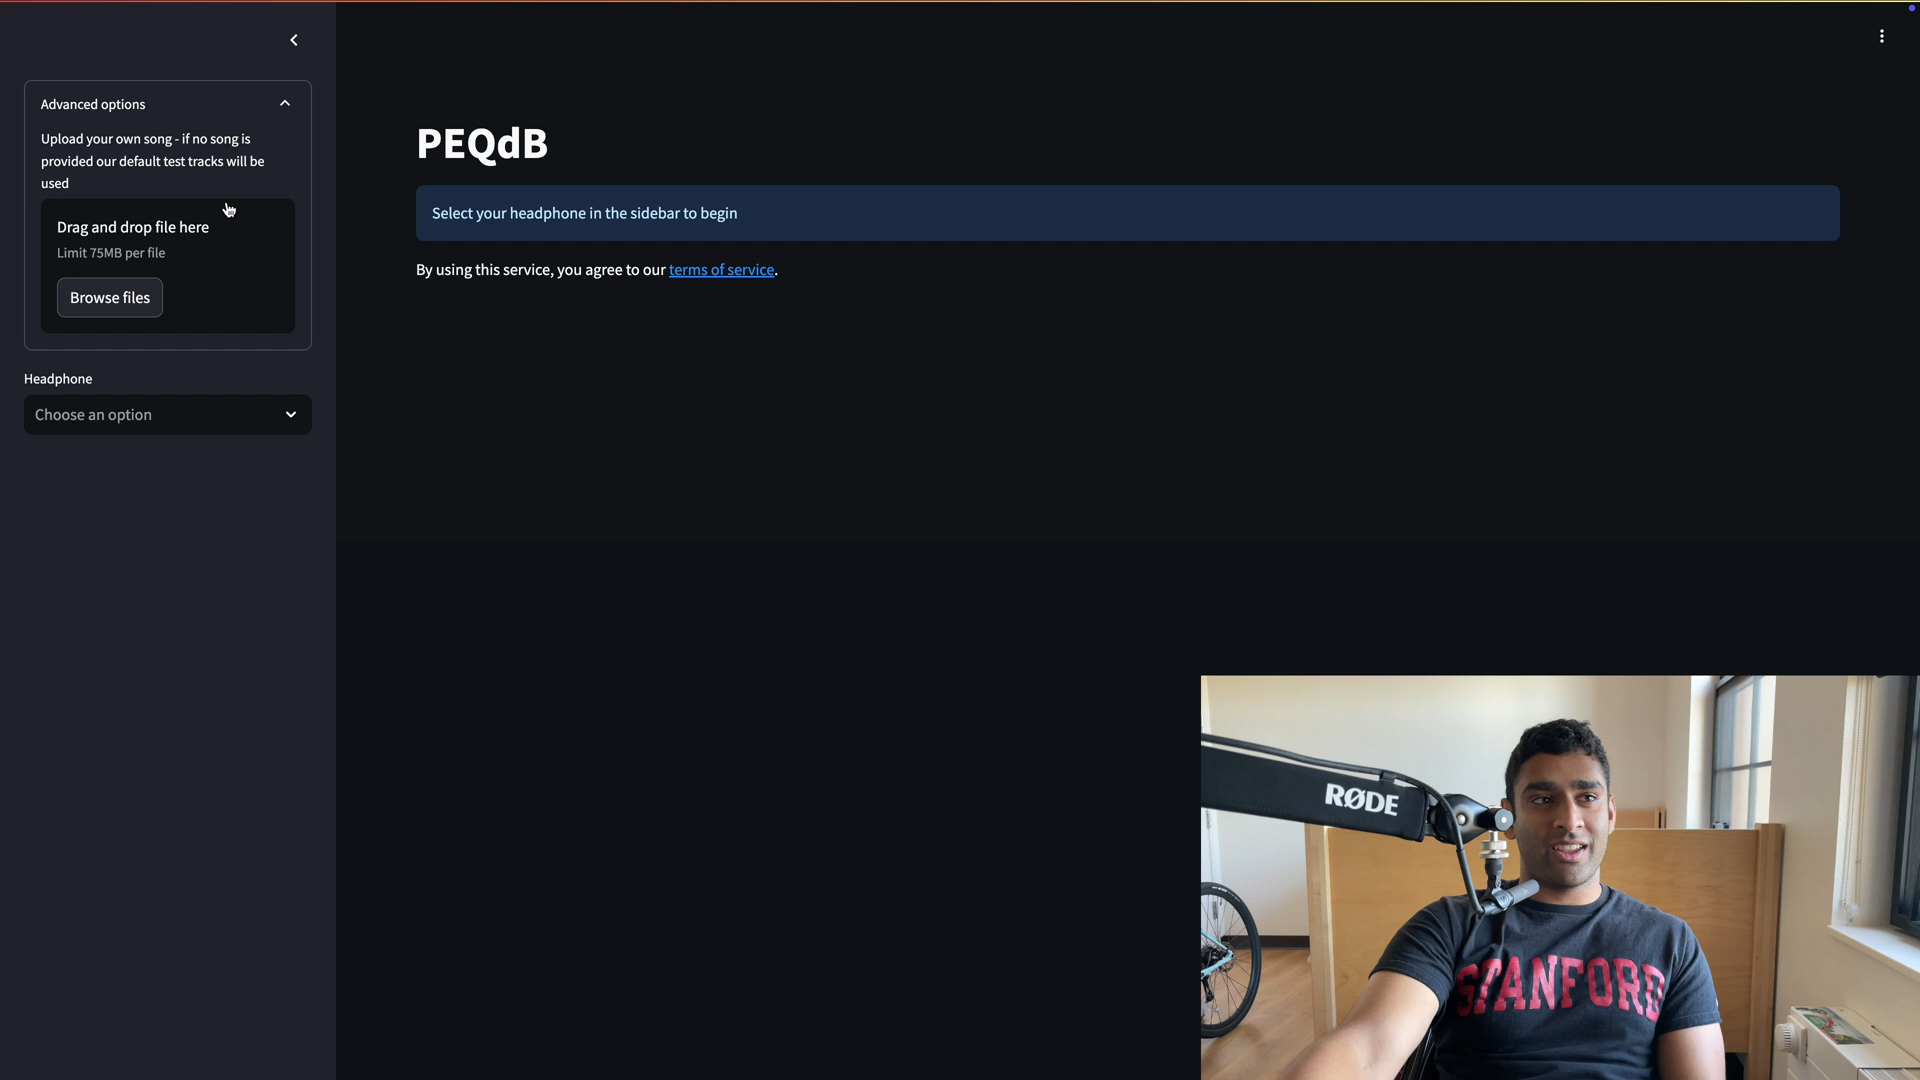 Advanced options
Upload your own song - if no song is
provided our default test tracks will be
used
Drag and drop file here
Limit 75MB per file
Browse files
Headphone
Choose an option
PEQdB
Select your headphone in the sidebar to begin
By using this service, you agree to our terms of service.
RØDE
STANFORD